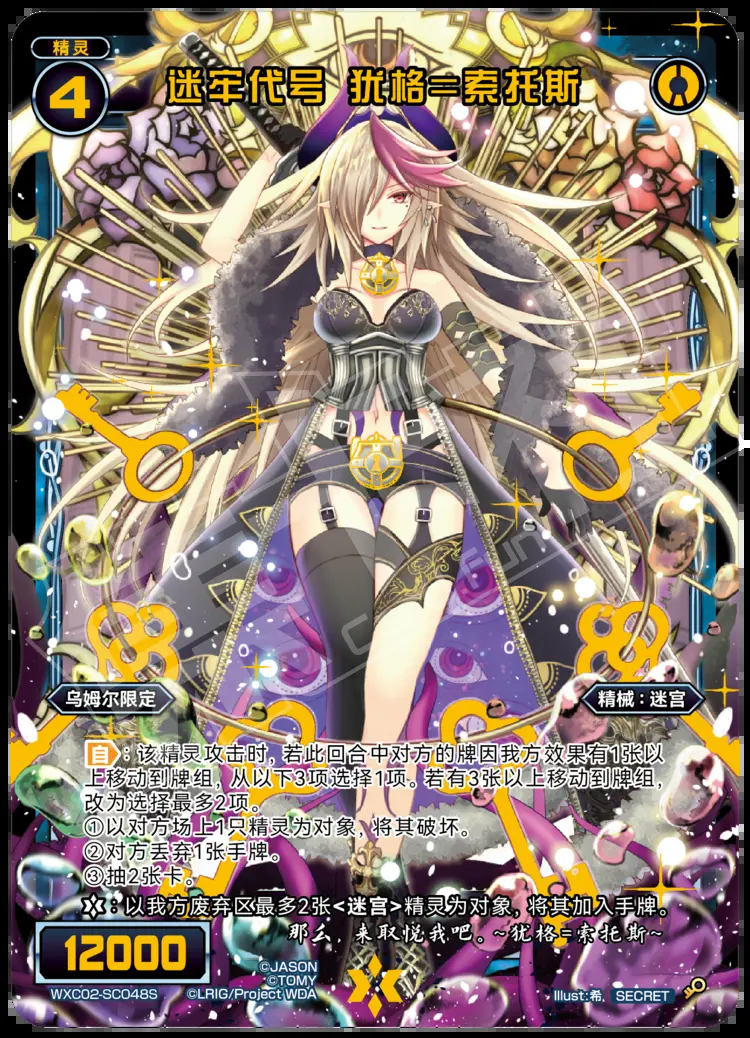 精灵
4
迷牢代号 犹格=索托斯
乌姆尔限定
精械:迷宫
自:该精灵攻击时，若此回合中对方的牌因我方效果有1张以
上移动到牌组，从以下3项选择1项。若有3张以上移动到牌组，
改为选择最多2项。
①以对方场上1只精灵为对象，将其破坏。
②对方丢弃1张手牌。
③抽2张卡。
:以我方废弃区最多2张<迷宫>精灵为对象，将其加入手牌。
那么，来取悦我吧。~犹格=索托斯~
12000
©JASON
©TOMY
WXC02-SC048S ©LRIG/Project WDA
Illust:希. SECRET